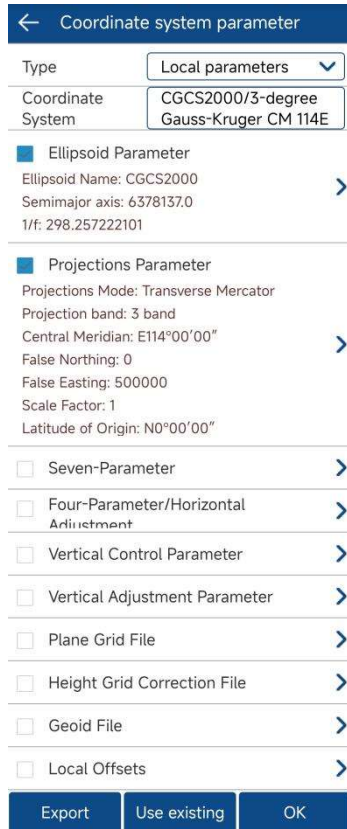 ← Coordinate system parameter
Type Local parameters
Coordinate System CGCS2000/3-degree Gauss-Kruger CM 114E
Ellipsoid Parameter
Ellipsoid Name: CGCS2000
Semimajor axis: 6378137.0
1/f: 298.257222101
Projections Parameter
Projections Mode: Transverse Mercator
Projection band: 3 band
Central Meridian: E114°00′00″
False Northing: 0
False Easting: 500000
Scale Factor: 1
Latitude of Origin: N0°00′00″
Seven-Parameter
Four-Parameter/Horizontal
Adjustment
Vertical Control Parameter
Vertical Adjustment Parameter
Plane Grid File
Height Grid Correction File
Geoid File
Local Offsets
Export Use existing OK